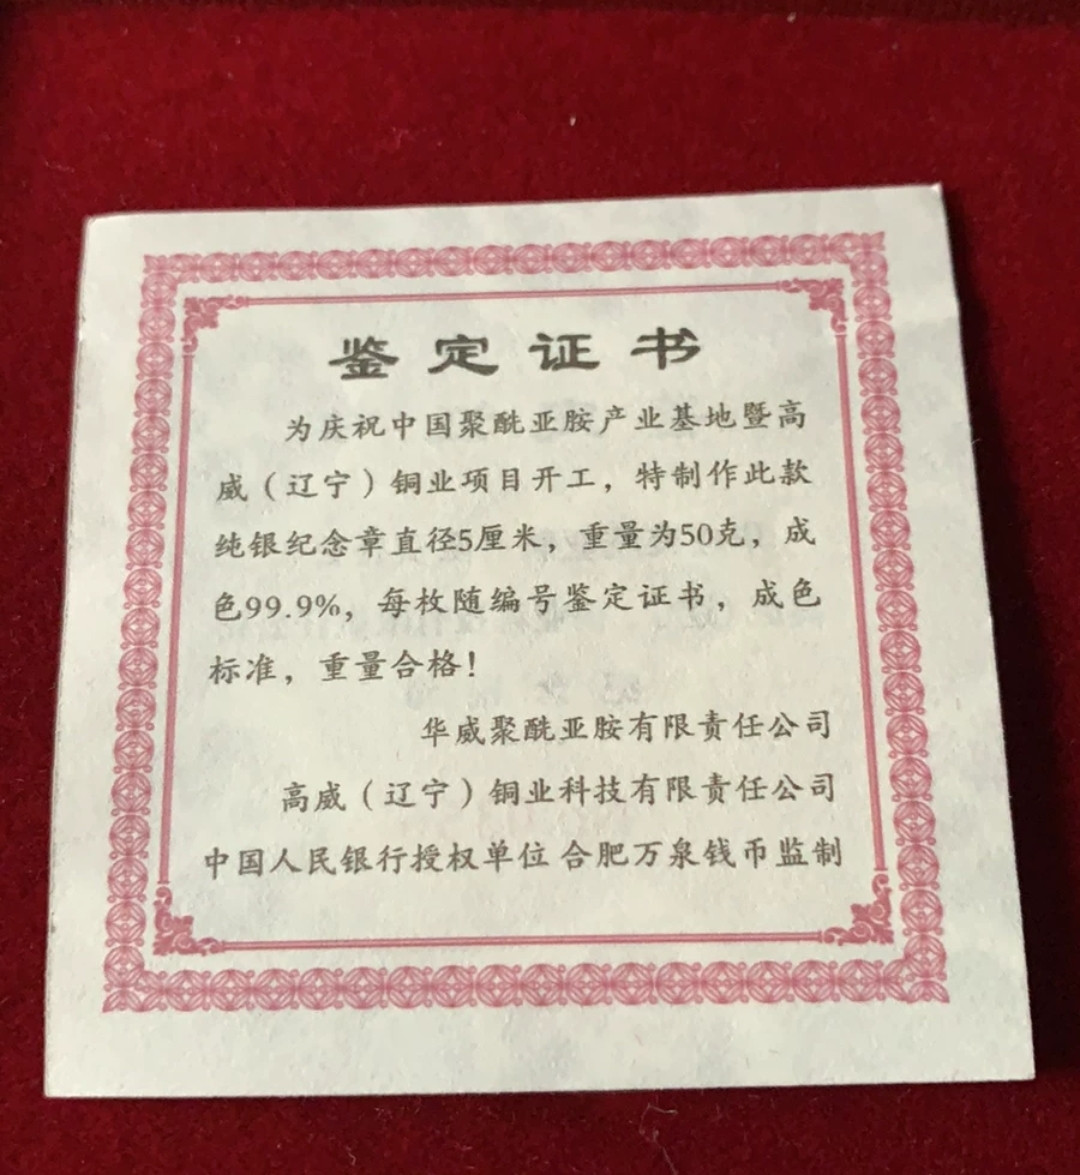 鉴定证书
为庆祝中国聚酰亚胺产业基地暨高
威（辽宁）铜业项目开工，特制作此款
纯银纪念章直径5厘米，重量为50克，成
色99.9%，每枚随编号鉴定证书，成色
标准，重量合格！
华威聚酰亚胺有限责任公司
高威（辽宁）铜业科技有限责任公司
中国人民银行授权单位 合肥万泉钱币监制